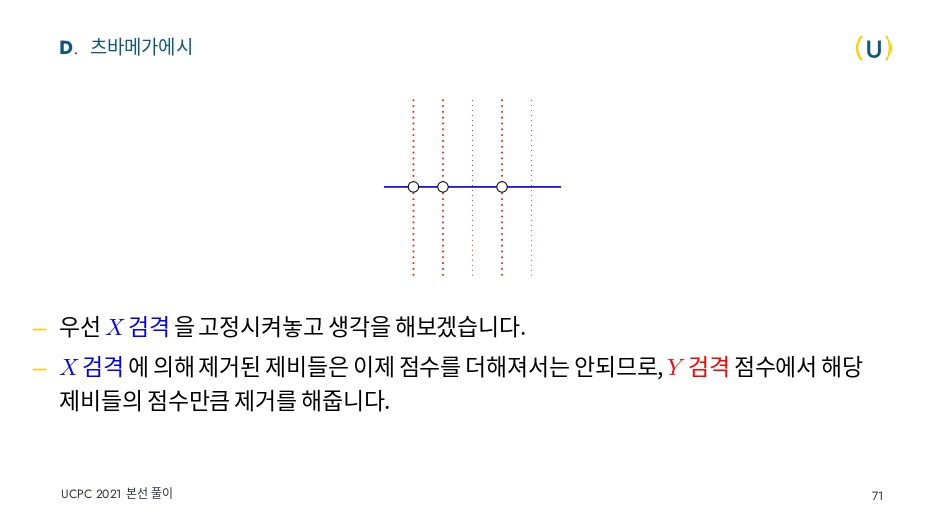 D. 츠바메가에시
(U)
– 우선 X 검격 을 고정시켜놓고 생각을 해보겠습니다.
– X 검격 에 의해 제거된 제비들은 이제 점수를 더해져서는 안되므로, Y 검격 점수에서 해당
제비들의 점수만큼 제거를 해줍니다.
UCPC 2021 본선 풀이
71